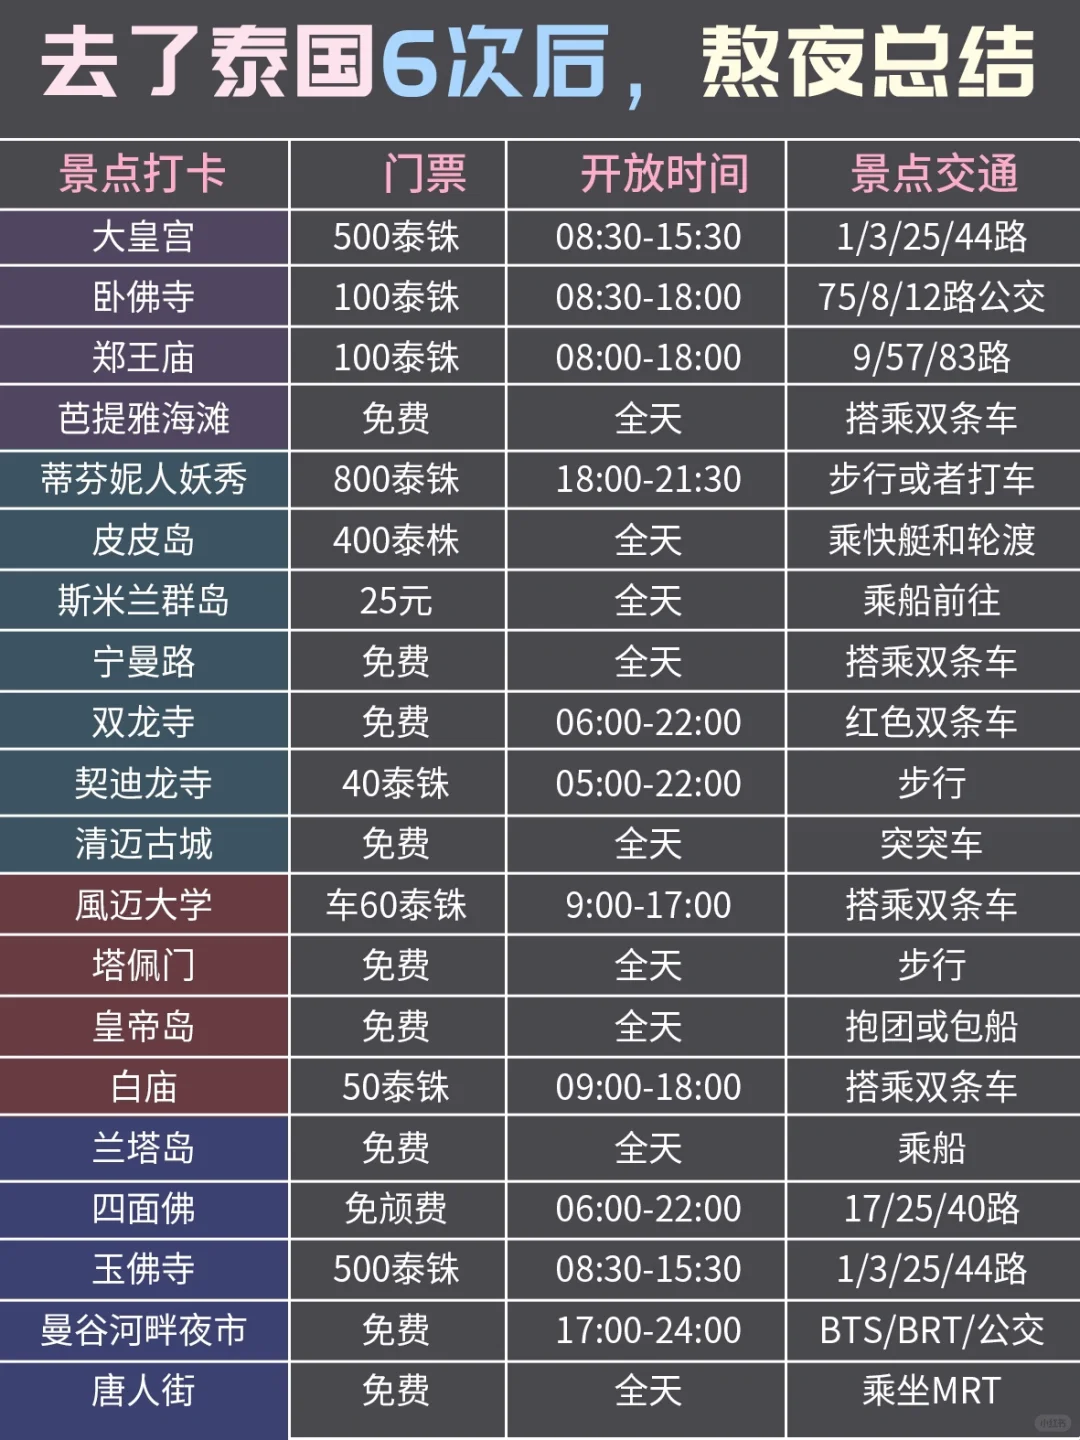 去了泰国6次后，熬夜总结
景点打卡 门票 开放时间 景点交通
大皇宫 500泰铢 08:30-15:30 1/3/25/44路
卧佛寺 100泰铢 08:30-18:00 75/8/12路公交
郑王庙 100泰铢 08:00-18:00 9/57/83路
芭提雅海滩 免费 全天 搭乘双条车
蒂芬妮人妖秀 800泰铢 18:00-21:30 步行或者打车
皮皮岛 400泰株 全天 乘快艇和轮渡
斯米兰群岛 25元 全天 乘船前往
宁曼路 免费 全天 搭乘双条车
双龙寺 免费 06:00-22:00 红色双条车
契迪龙寺 40泰铢 05:00-22:00 步行
清迈古城 免费 全天 突突车
風迈大学 车60泰铢 9:00-17:00 搭乘双条车
塔佩门 免费 全天 步行
皇帝岛 免费 全天 抱团或包船
白庙 50泰铢 09:00-18:00 搭乘双条车
兰塔岛 免费 全天 乘船
四面佛 免颃费 06:00-22:00 17/25/40路
玉佛寺 500泰铢 08:30-15:30 1/3/25/44路
曼谷河畔夜市 免费 17:00-24:00 BTS/BRT/公交
唐人街 免费 全天 乘坐MRT